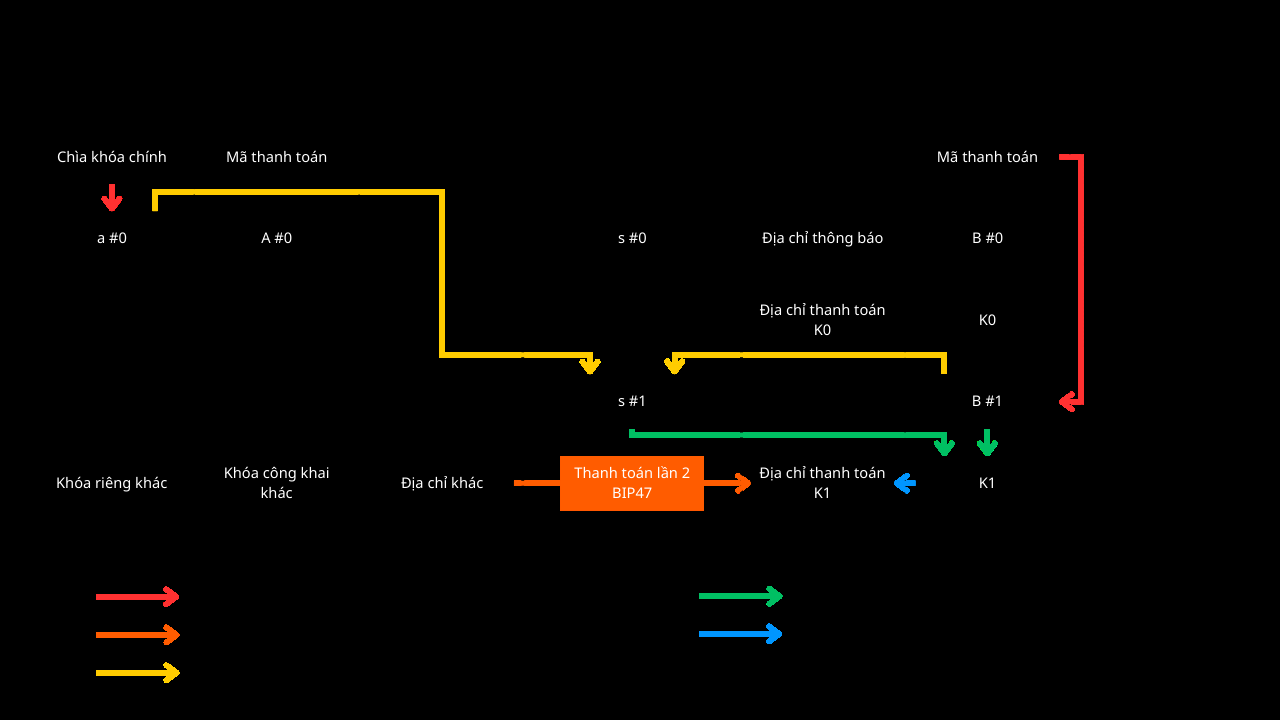 Chìa khóa chính
Mã thanh toán
Mã thanh toán
a #0
A #0
s #0
Địa chỉ thông báo
B #0
Địa chỉ thanh toán
K0
K0
s #1
B #1
Khóa riêng khác
Khóa công khai
khác
Địa chỉ khác
Thanh toán lần 2
BIP47
Địa chỉ thanh toán
K1
K1